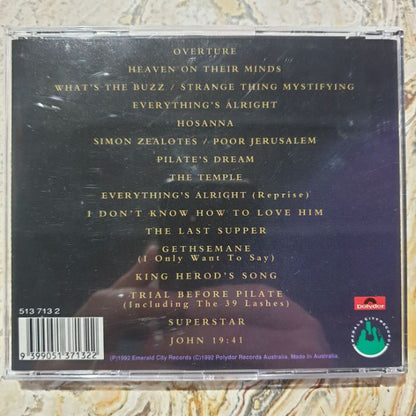 OVERTURE
HEAVEN ON THEIR MINDS
WHAT'S THE BUZZ / STRANGE THING MYSTIFYING
EVERYTHING'S ALRIGHT
HOSANNA
SIMON ZEALOTES / POOR JERUSALEM
PILATE'S DREAM
THE TEMPLE
EVERYTHING'S ALRIGHT (Reprise)
I DON'T KNOW HOW TO LOVE HIM
THE LAST SUPPER
GETHSEMANE
(I Only Want To Say)
KING HEROD'S SONG
TRIAL BEFORE PILATE
(Including The 39 Lashes)
SUPERSTAR
JOHN 19:41
513 713 2
9 399051 371322
polydor
(P)1992 Emerald City Records (C)1992 Polydor Records Australia. Made In Australia.